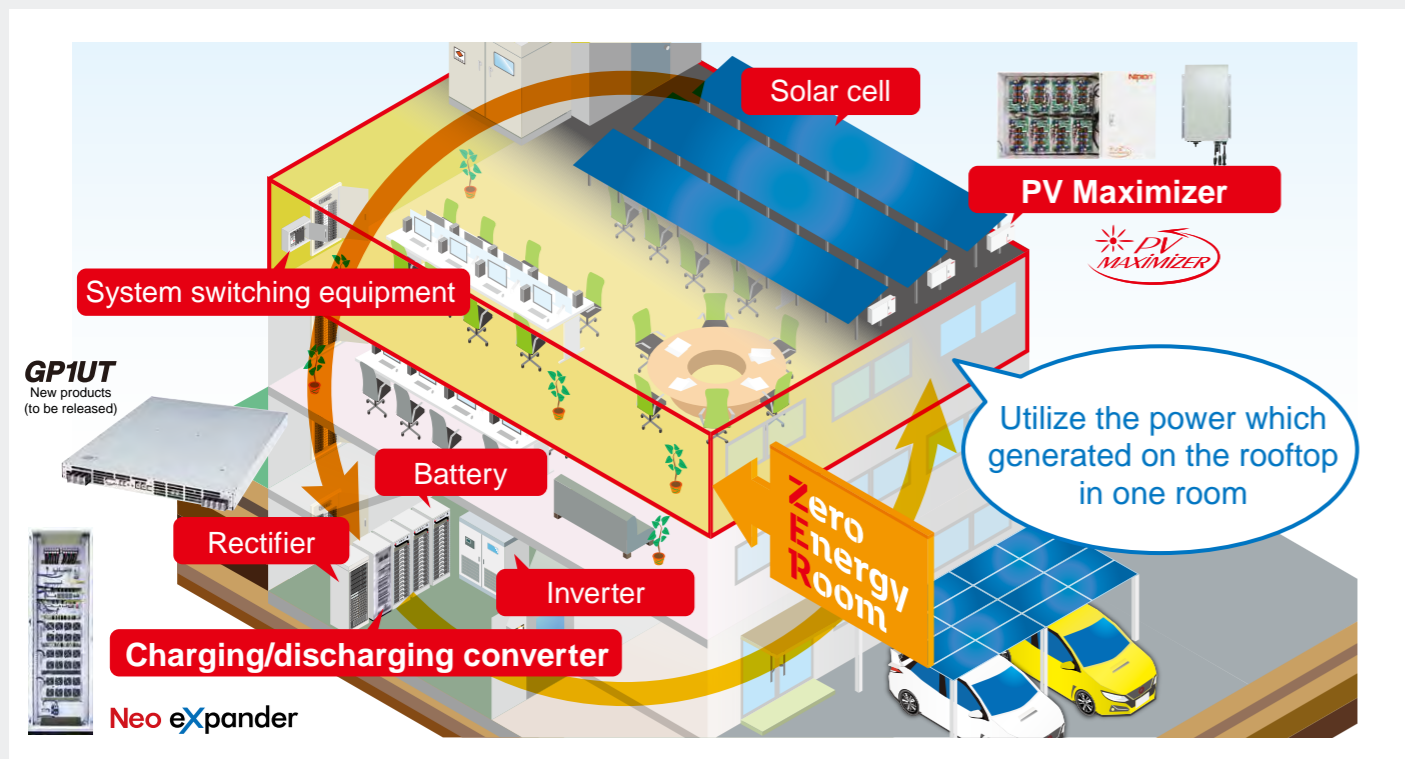 Solar cell
Nipron
PV Maximizer
PV
MAXIMIZER
System switching equipment
GP1UT
New products
(to be released)
Utilize the power which
generated on the rooftop
in one room
Battery
Zero
Energy
Room
Rectifier
Inverter
Charging/discharging converter
Neo eXpander